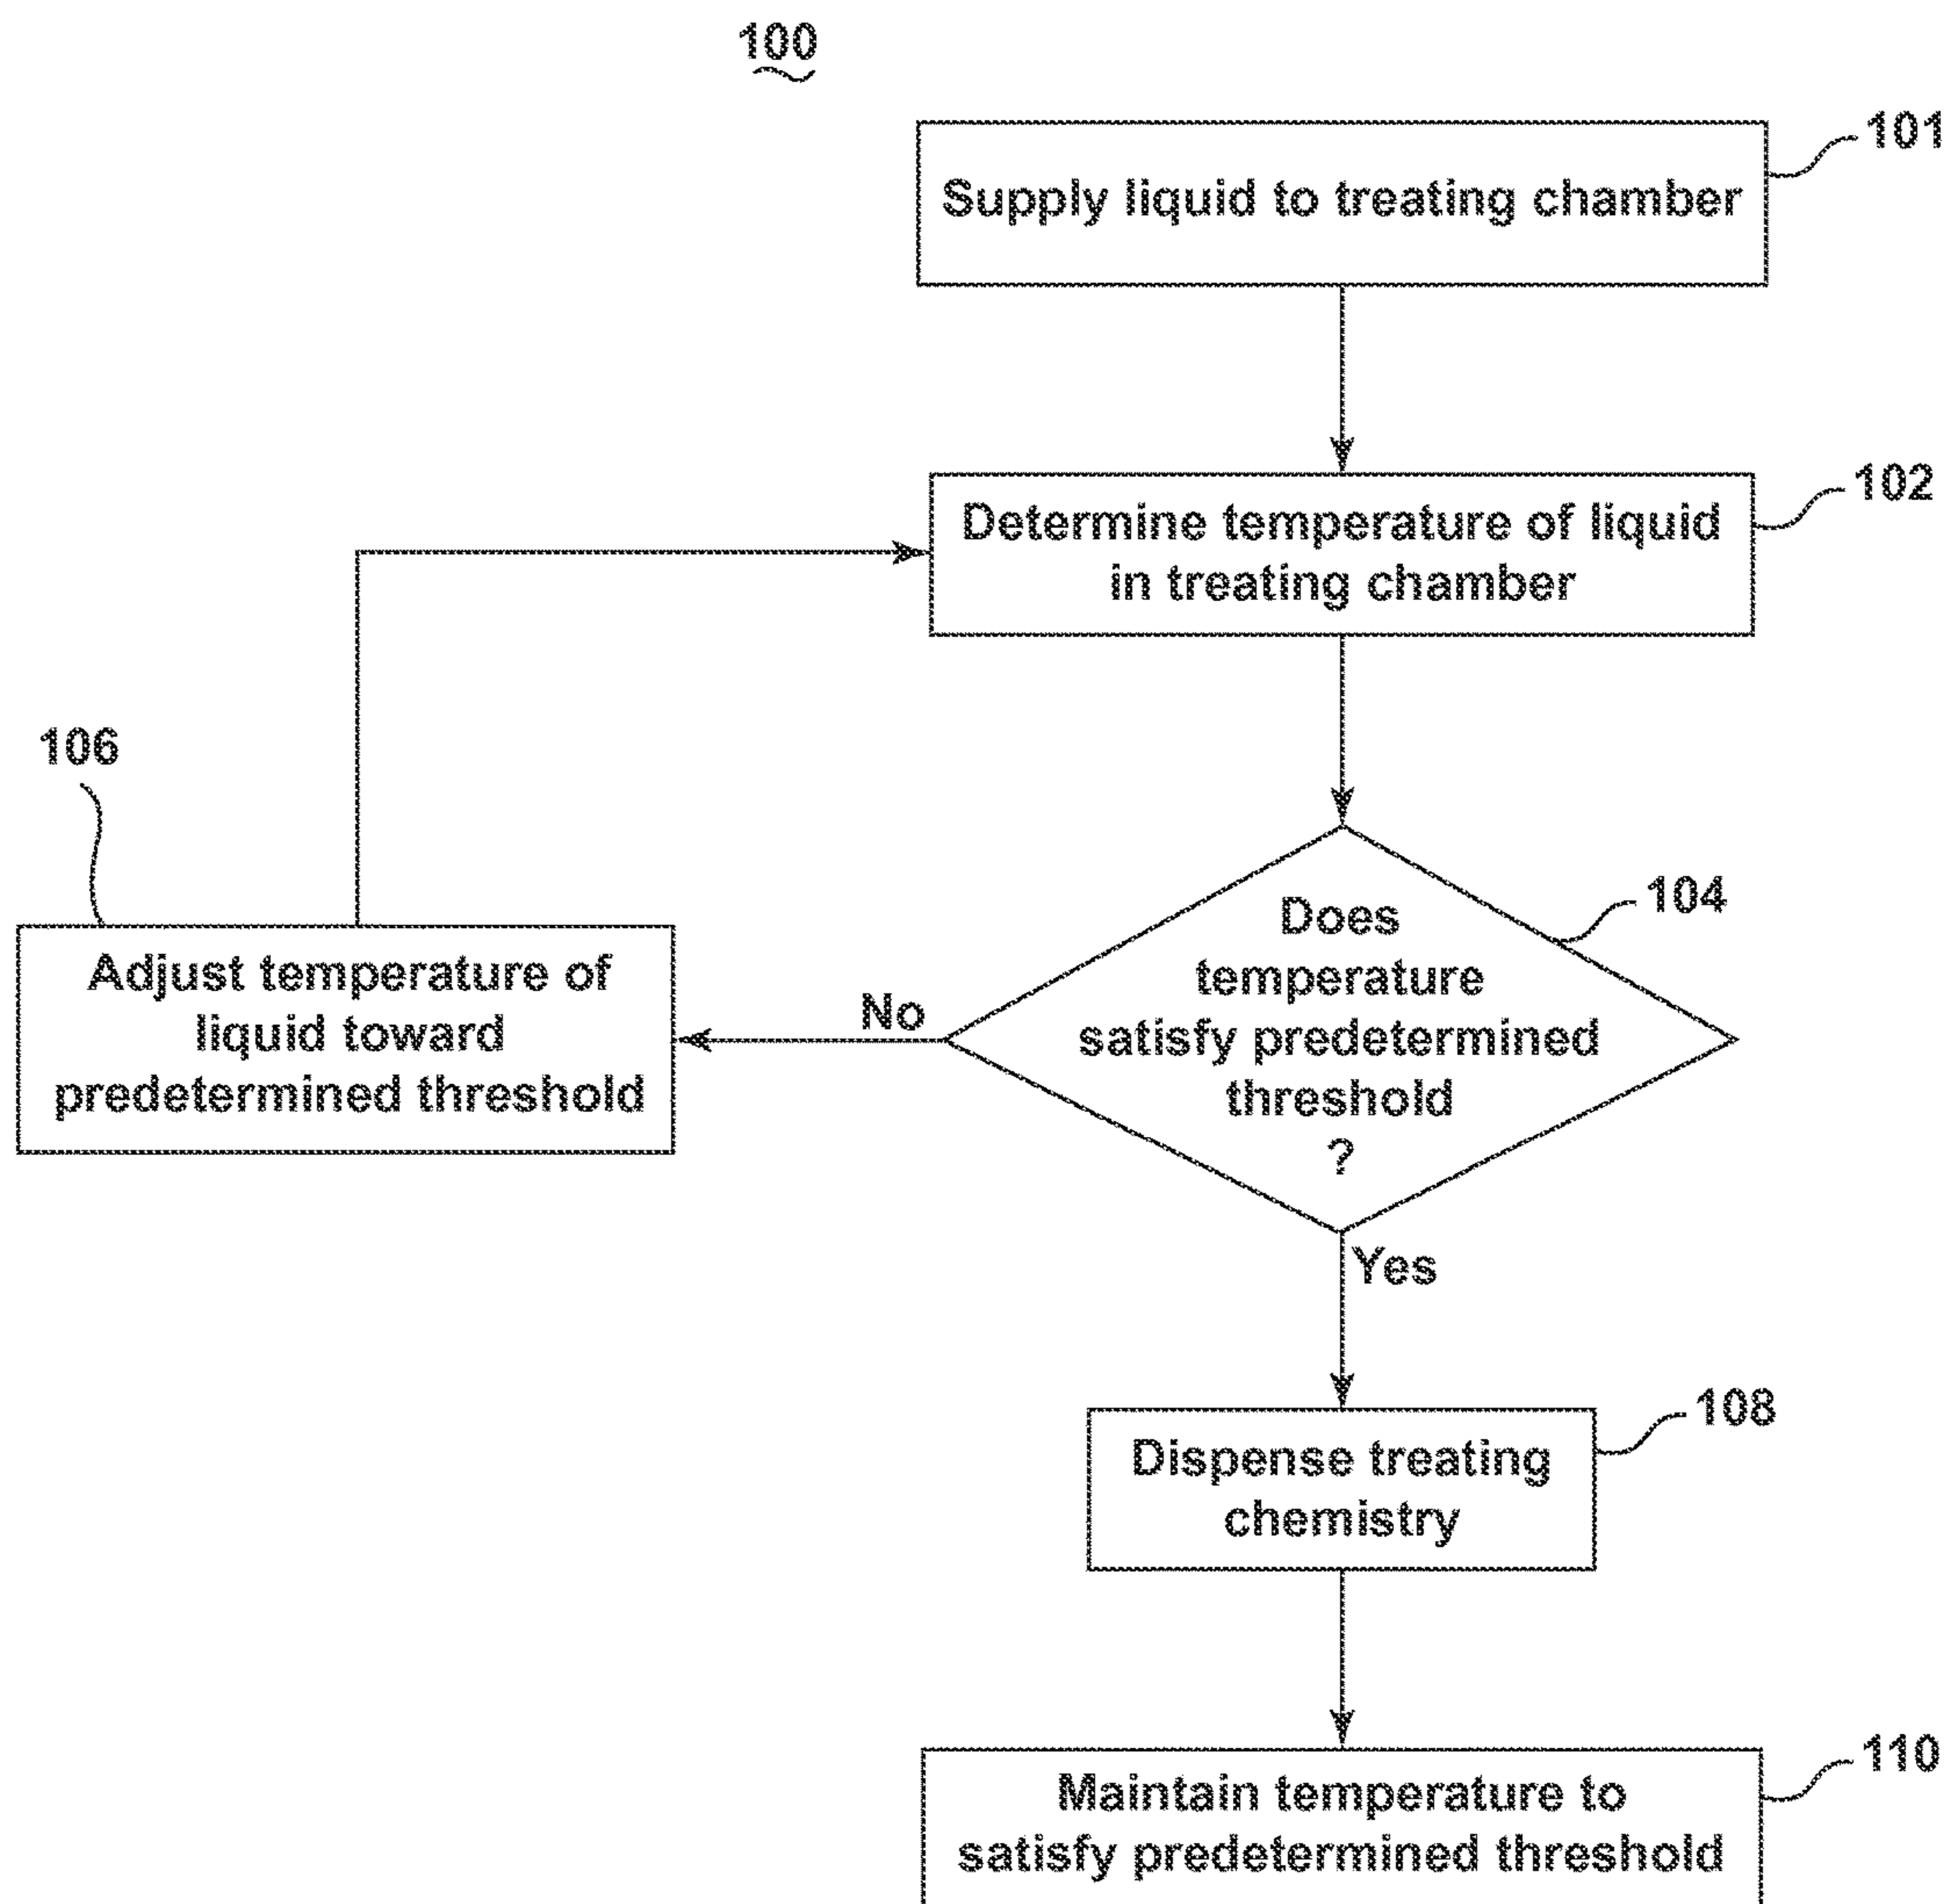 100
101
Supply liquid to treating chamber
102
Determine temperature of liquid
in treating chamber
106
104
Does
temperature
satisfy predetermined
threshold
?
Adjust temperature of
liquid toward
predetermined threshold
No
Yes
108
Dispense treating
chemistry
110
Maintain temperature to
satisfy predetermined threshold